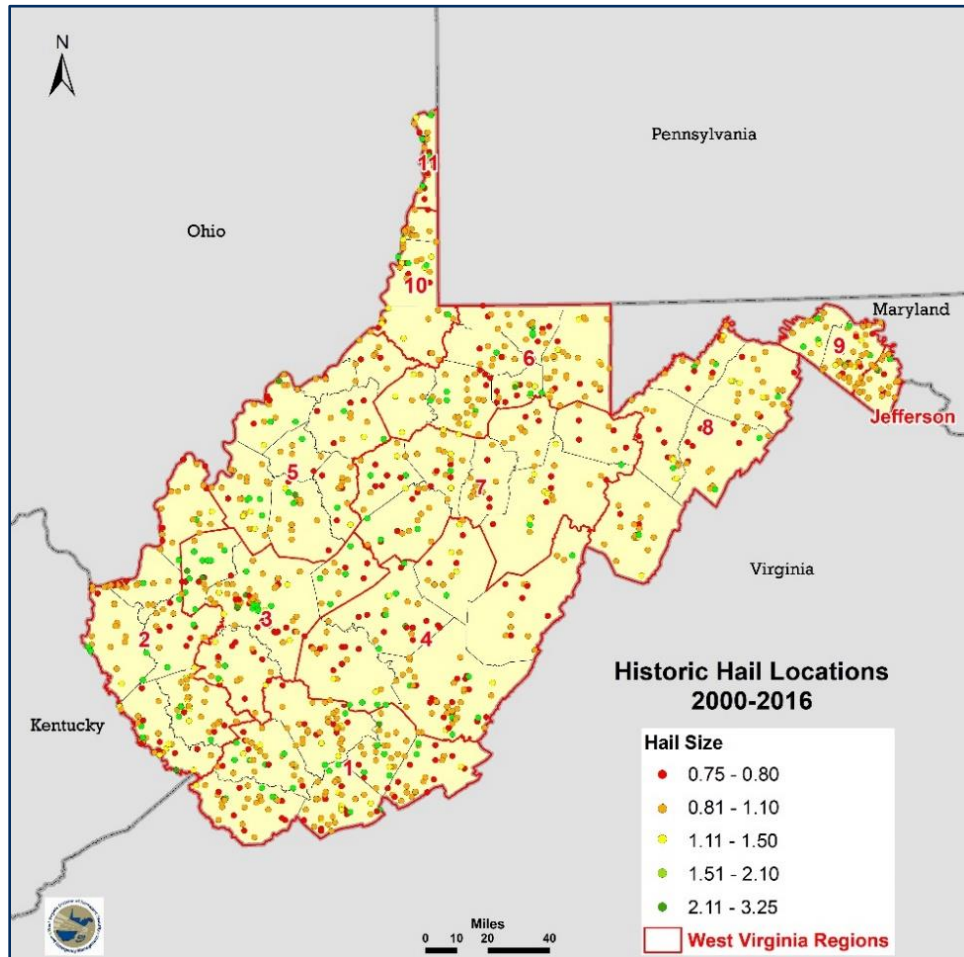 N
Pennsylvania
11
Ohio
10
Maryland
6
9
Jefferson
8
5
7
Virginia
3
2
4
Historic Hail Locations
2000-2016
Kentucky
Hail Size
0.75 - 0.80
1
0.81 - 1.10
1.11 - 1.50
1.51 - 2.10
Miles
2.11 - 3.25
0 10 20 40
West Virginia Regions